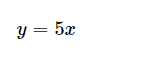 y = 5x